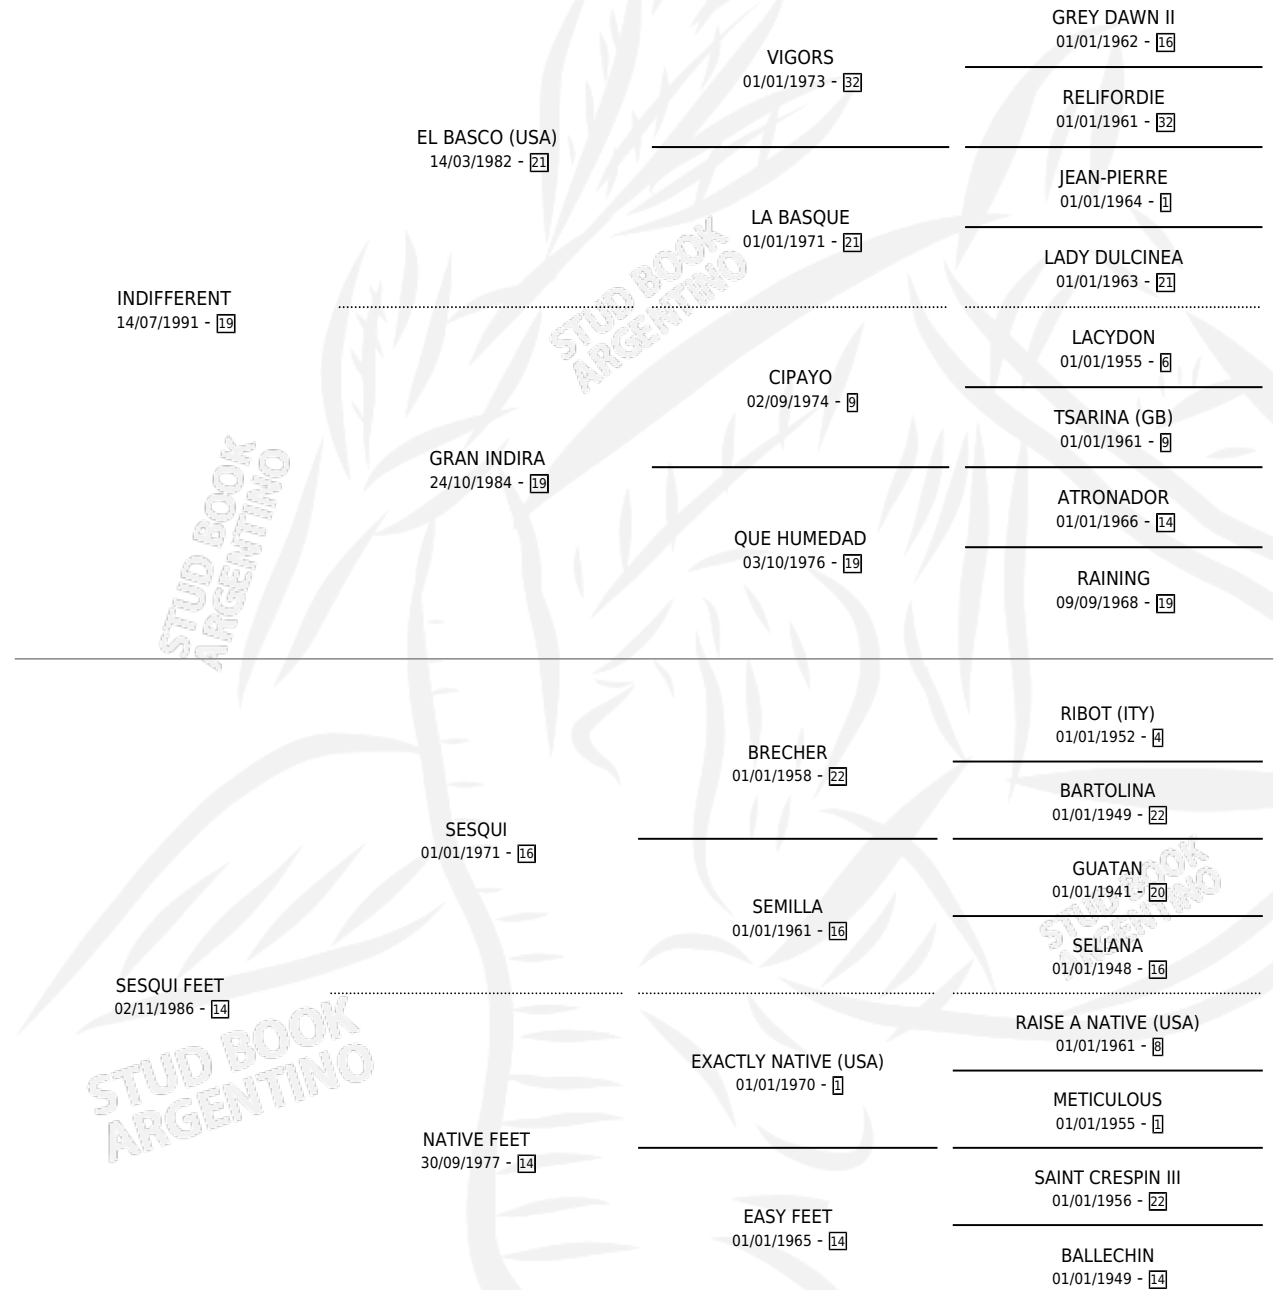 GREY DAWN II
01/01/1962 - 16
VIGORS
01/01/1973 - 32
RELIFORDIE
01/01/1961 - 32
EL BASCO (USA)
14/03/1982 - 21
JEAN-PIERRE
01/01/1964 - 1
LA BASQUE
01/01/1971 - 21
LADY DULCINEA
01/01/1963 - 21
INDIFFERENT
14/07/1991 - 19
STUD BOOK
ARGENTINO
LACYDON
01/01/1955 - 6
CIPAYO
02/09/1974 - 9
TSARINA (GB)
01/01/1961 - 9
GRAN INDIRA
24/10/1984 - 19
ATRONADOR
01/01/1966 - 14
QUE HUMEDAD
03/10/1976 - 19
RAINING
09/09/1968 - 19
STUD BOOK
ARGENTINO
RIBOT (ITY)
01/01/1952 - 4
BRECHER
01/01/1958 - 22
BARTOLINA
01/01/1949 - 22
SESQUI
01/01/1971 - 16
GUATAN
01/01/1941 - 20
SEMILLA
01/01/1961 - 16
SELIANA
01/01/1948 - 16
STUD BOOK
ARGENTINO
SESQUI FEET
02/11/1986 - 14
RAISE A NATIVE (USA)
01/01/1961 - 8
EXACTLY NATIVE (USA)
01/01/1970 - 1
METICULOUS
01/01/1955 - 1
STUD BOOK
ARGENTINO
NATIVE FEET
30/09/1977 - 14
SAINT CRESPIN III
01/01/1956 - 22
EASY FEET
01/01/1965 - 14
BALLECHIN
01/01/1949 - 14